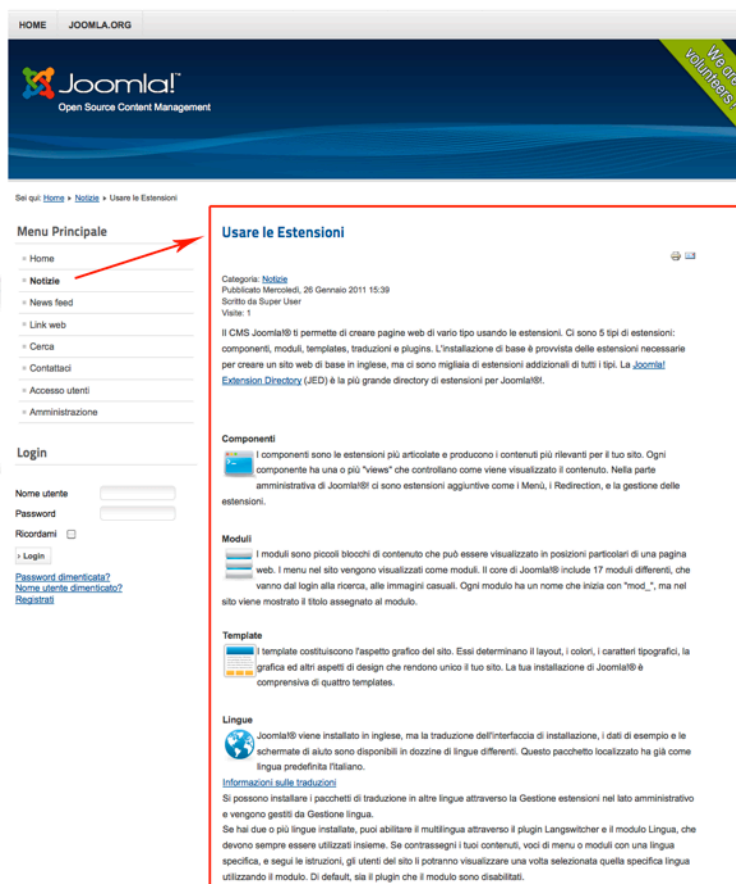 HOME JOOMLA.ORG
We are
volunteers !
Joomla!™
Open Source Content Management
Sei qui: Home ▸ Notizie ▸ Usare le Estensioni
Menu Principale
Home
Notizie
News feed
Link web
Cerca
Contattaci
Accesso utenti
Amministrazione
Login
Nome utente
Password
Ricordami
› Login
Password dimenticata?
Nome utente dimenticato?
Registrati
Usare le Estensioni
Categoria: Notizie
Pubblicato Mercoledì, 26 Gennaio 2011 15:39
Scritto da Super User
Visite: 1
Il CMS Joomla!® ti permette di creare pagine web di vario tipo usando le estensioni. Ci sono 5 tipi di estensioni:
componenti, moduli, templates, traduzioni e plugins. L'installazione di base è provvista delle estensioni necessarie
per creare un sito web di base in inglese, ma ci sono migliaia di estensioni addizionali di tutti i tipi. La Joomla!
Extension Directory (JED) è la più grande directory di estensioni per Joomla!®!.
Componenti
I componenti sono le estensioni più articolate e producono i contenuti più rilevanti per il tuo sito. Ogni
componente ha una o più "views" che controllano come viene visualizzato il contenuto. Nella parte
amministrativa di Joomla!®! ci sono estensioni aggiuntive come i Menù, i Redirection, e la gestione delle
estensioni.
Moduli
I moduli sono piccoli blocchi di contenuto che può essere visualizzato in posizioni particolari di una pagina
web. I menu nel sito vengono visualizzati come moduli. Il core di Joomla!® include 17 moduli differenti, che
vanno dal login alla ricerca, alle immagini casuali. Ogni modulo ha un nome che inizia con "mod_", ma nel
sito viene mostrato il titolo assegnato al modulo.
Template
I template costituiscono l'aspetto grafico del sito. Essi determinano il layout, i colori, i caratteri tipografici, la
grafica ed altri aspetti di design che rendono unico il tuo sito. La tua installazione di Joomla!® è
comprensiva di quattro templates.
Lingue
Joomla!® viene installato in inglese, ma la traduzione dell'interfaccia di installazione, i dati di esempio e le
schermate di aiuto sono disponibili in dozzine di lingue differenti. Questo pacchetto localizzato ha già come
lingua predefinita l'Italiano.
Informazioni sulle traduzioni
Si possono installare i pacchetti di traduzione in altre lingue attraverso la Gestione estensioni nel lato amministrativo
e vengono gestiti da Gestione lingua.
Se hai due o più lingue installate, puoi abilitare il multilingua attraverso il plugin Langswitcher e il modulo Lingua, che
devono sempre essere utilizzati insieme. Se contrassegni i tuoi contenuti, voci di menu o moduli con una lingua
specifica, e segui le istruzioni, gli utenti del sito li potranno visualizzare una volta selezionata quella specifica lingua
utilizzando il modulo. Di default, sia il plugin che il modulo sono disabilitati.